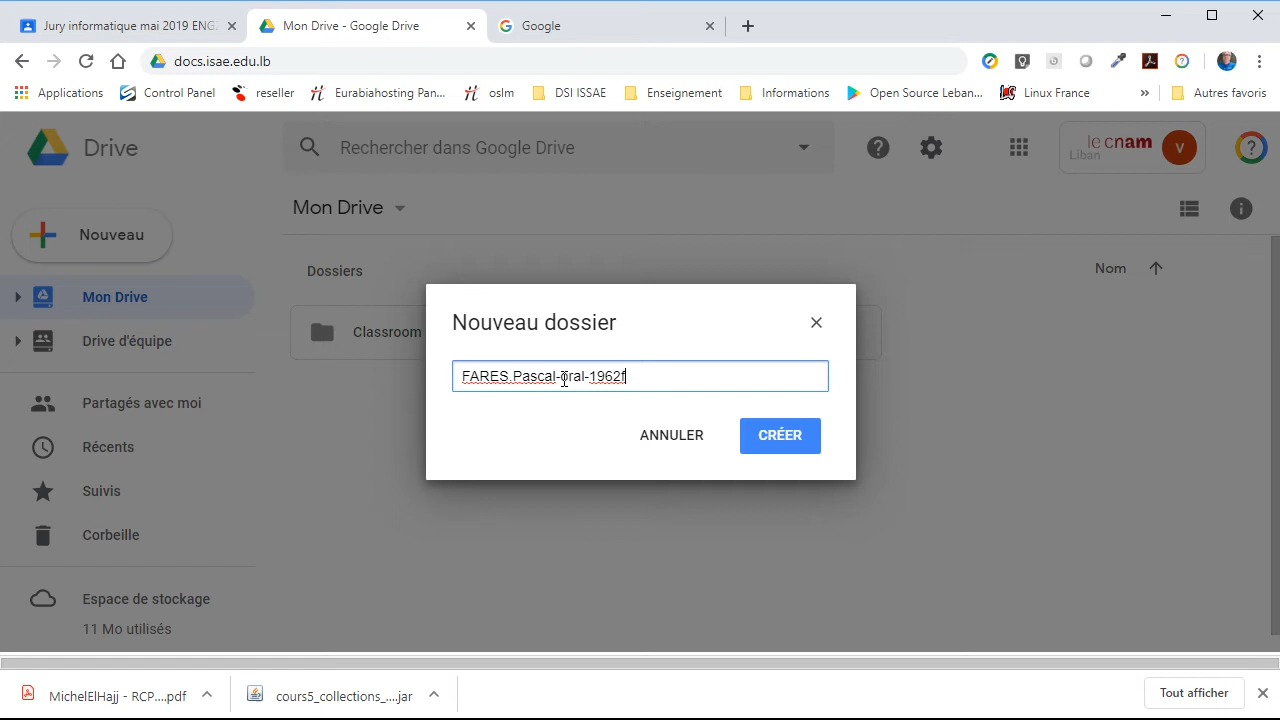 Jury informatique mai 2019 ENG
Mon Drive - Google Drive
Google
docs.isae.edu.lb
Applications
Control Panel
reseller
Eurabiahosting Pan...
oslm
DSI ISSAE
Enseignement
Informations
Open Source Leban...
Linux France
»
Autres favoris
Drive
Rechercher dans Google Drive
le cnam
Liban
V
Nouveau
Mon Drive
Dossiers
Nom
Mon Drive
Drive d'équipe
Classroom
Nouveau dossier
FARES.Pascal-oral-1962f
ANNULER
CRÉER
Partagés avec moi
Récents
Suivis
Corbeille
Espace de stockage
11 Mo utilisés
MichelElHajj - RCP....pdf
cours5_collections_....jar
Tout afficher